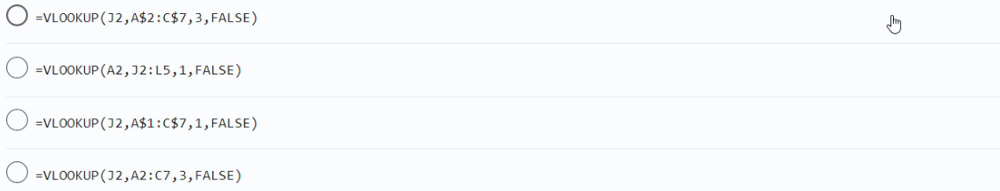 =VLOOKUP(J2,A$2:C$7,3,FALSE)
=VLOOKUP(A2,J2:L5,1,FALSE)
=VLOOKUP(J2,A$1:C$7,1,FALSE)
=VLOOKUP(J2,A2:C7,3,FALSE)